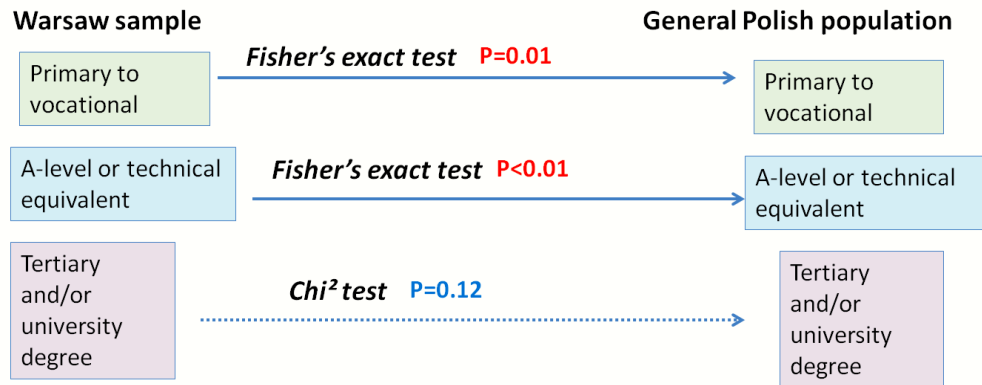 Warsaw sample
General Polish population
Fisher’s exact test P=0.01
Primary to
vocational
Primary to
vocational
Fisher’s exact test P<0.01
A-level or technical
equivalent
A-level or technical
equivalent
Tertiary
and/or
university
degree
Chi² test P=0.12
Tertiary
and/or
university
degree